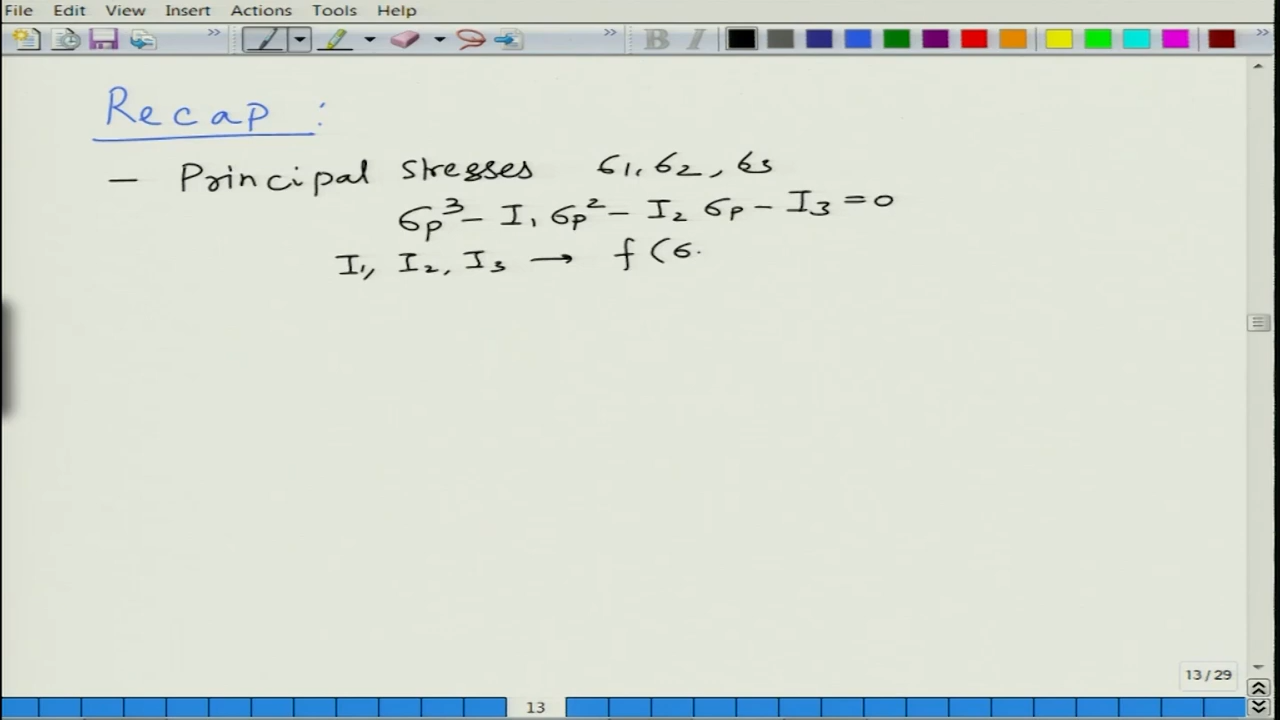 File Edit View Insert Actions Tools Help
B I
Recap :
— Principal stresses σ1, σ2, σ3
σp³ – I₁ σp² – I₂ σp – I₃ = 0
I₁, I₂, I₃ → f (σ
13 / 29
13